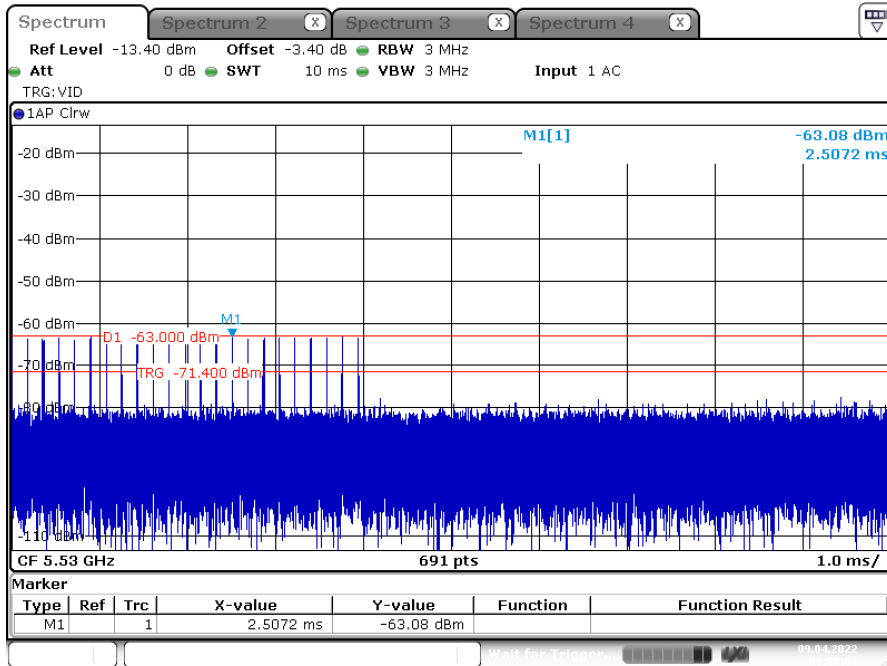 Spectrum Spectrum 2 X Spectrum 3 X Spectrum 4 X
Ref Level -13.40 dBm Offset -3.40 dB RBW 3 MHz
Att 0 dB SWT 10 ms VBW 3 MHz Input 1 AC
TRG:VID
1AP Clrw
M1[1] -63.08 dBm
2.5072 ms
-20 dBm
-30 dBm
-40 dBm
-50 dBm
-60 dBm
M1
D1 -63.000 dBm
-70 dBm
TRG -71.400 dBm
-80 dBm
-110 dBm
CF 5.53 GHz 691 pts 1.0 ms/
Marker
Type Ref Trc X-value Y-value Function Function Result
M1 1 2.5072 ms -63.08 dBm
Wait for Trigger... 09.04.2022